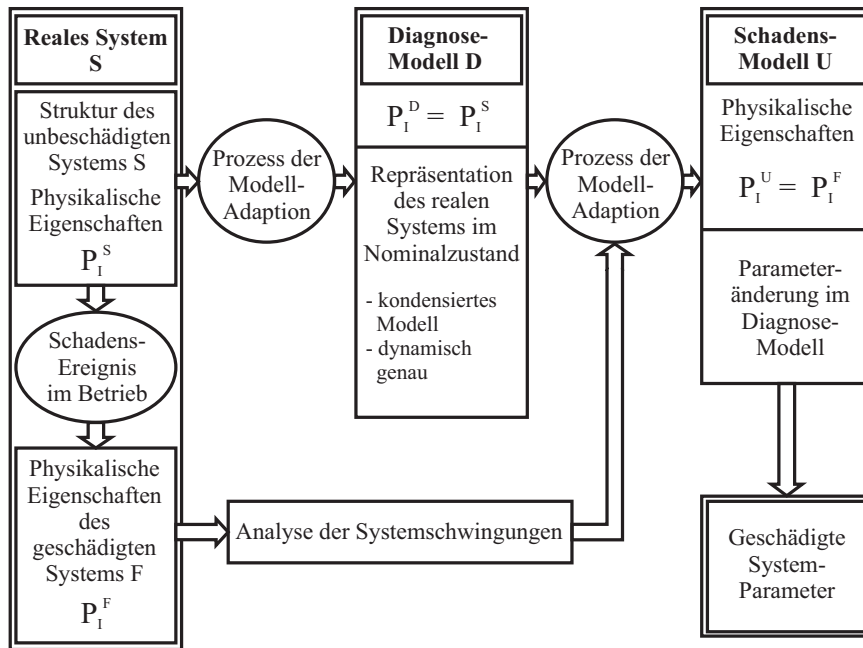 Reales System
S
Struktur des
unbeschädigten
Systems S
Physikalische
Eigenschaften
P_I^S
Schadens-
Ereignis
im Betrieb
Physikalische
Eigenschaften
des
geschädigten
Systems F
P_I^F
Prozess der
Modell-
Adaption
Diagnose-
Modell D
P_I^D = P_I^S
Repräsentation
des realen
Systems im
Nominalzustand
- kondensiertes
Modell
- dynamisch
genau
Analyse der Systemschwingungen
Prozess der
Modell-
Adaption
Schadens-
Modell U
Physikalische
Eigenschaften
P_I^U = P_I^F
Parameter-
änderung im
Diagnose-
Modell
Geschädigte
System-
Parameter